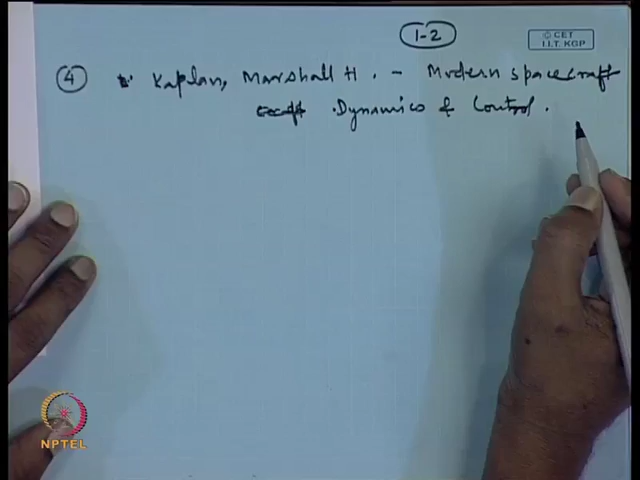 1-2
© CET
I.I.T. KGP
4 Kaplan, Marshall H. - Modern spacecraft
Dynamics & Control.
NPTEL